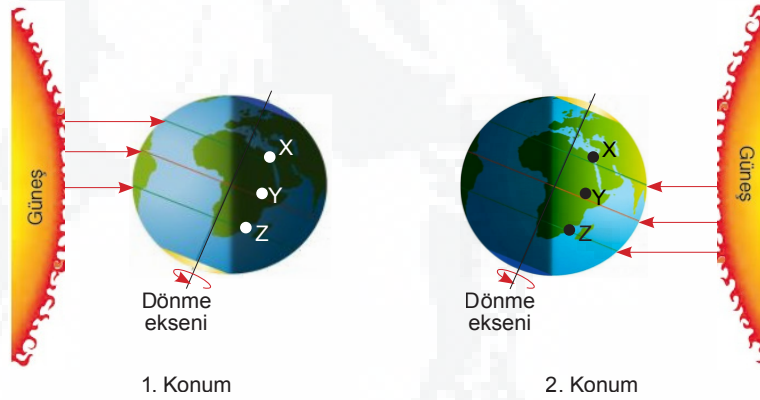 Güneş
X
Y
Z
Dönme
ekseni
1. Konum
X
Y
Z
Güneş
Dönme
ekseni
2. Konum